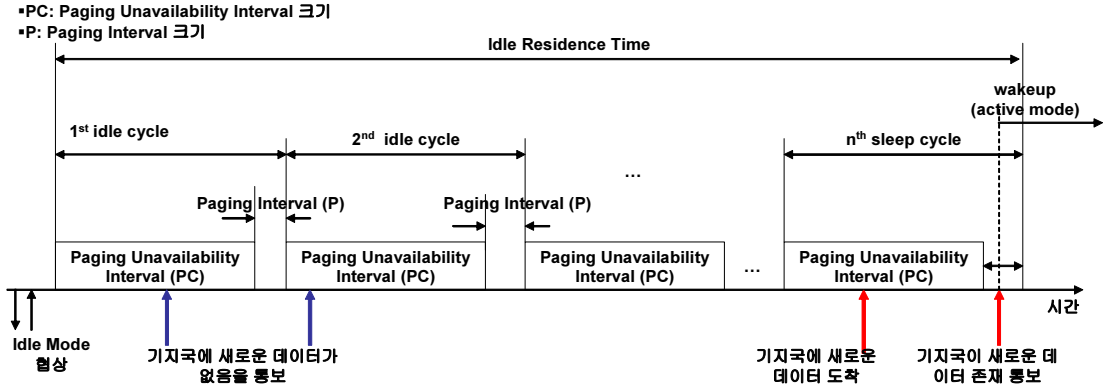 ▪PC: Paging Unavailability Interval 크기
▪P: Paging Interval 크기
Idle Residence Time
wakeup
(active mode)
1st idle cycle
2nd idle cycle
nth sleep cycle
...
Paging Interval (P)
Paging Interval (P)
Paging Unavailability
Interval (PC)
Paging Unavailability
Interval (PC)
Paging Unavailability
Interval (PC)
...
Paging Unavailability
Interval (PC)
시간
Idle Mode
협상
기지국에 새로운 데이터가
없음을 통보
기지국에 새로운
데이터 도착
기지국이 새로운 데
이터 존재 통보